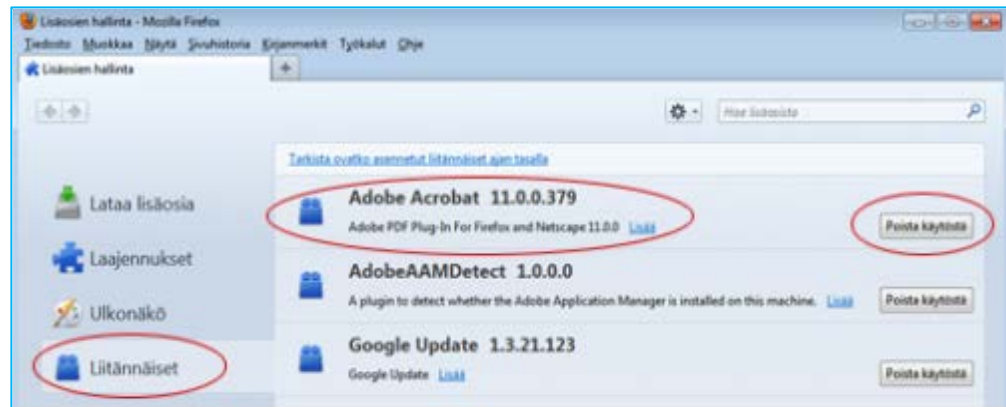 Lisäosien hallinta - Mozilla Firefox
Tiedosto Muokkaa Näytä Sivuhistoria Kirjanmerkit Työkalut Ohje
Lisäosien hallinta
Hae lisäosista
Tarkista ovatko asennetut liitännäiset ajan tasalla
Lataa lisäosia
Laajennukset
Ulkonäkö
Liitännäiset
Adobe Acrobat 11.0.0.379
Adobe PDF Plug-In For Firefox and Netscape 11.0.0 Lisää
Poista käytöstä
AdobeAAMDetect 1.0.0.0
A plugin to detect whether the Adobe Application Manager is installed on this machine. Lisää
Poista käytöstä
Google Update 1.3.21.123
Google Update Lisää
Poista käytöstä